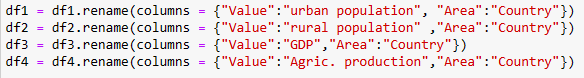 df1 = df1.rename(columns = {"Value":"urban population", "Area":"Country"})
df2 = df2.rename(columns = {"Value":"rural population" ,"Area":"Country"})
df3 = df3.rename(columns = {"Value":"GDP","Area":"Country"})
df4 = df4.rename(columns = {"Value":"Agric. production","Area":"Country"})